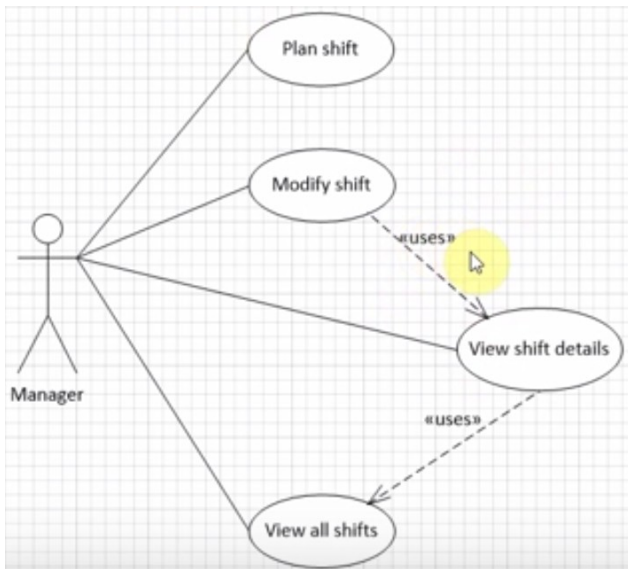 Plan shift
Modify shift
«uses»
View shift details
Manager
«uses»
View all shifts